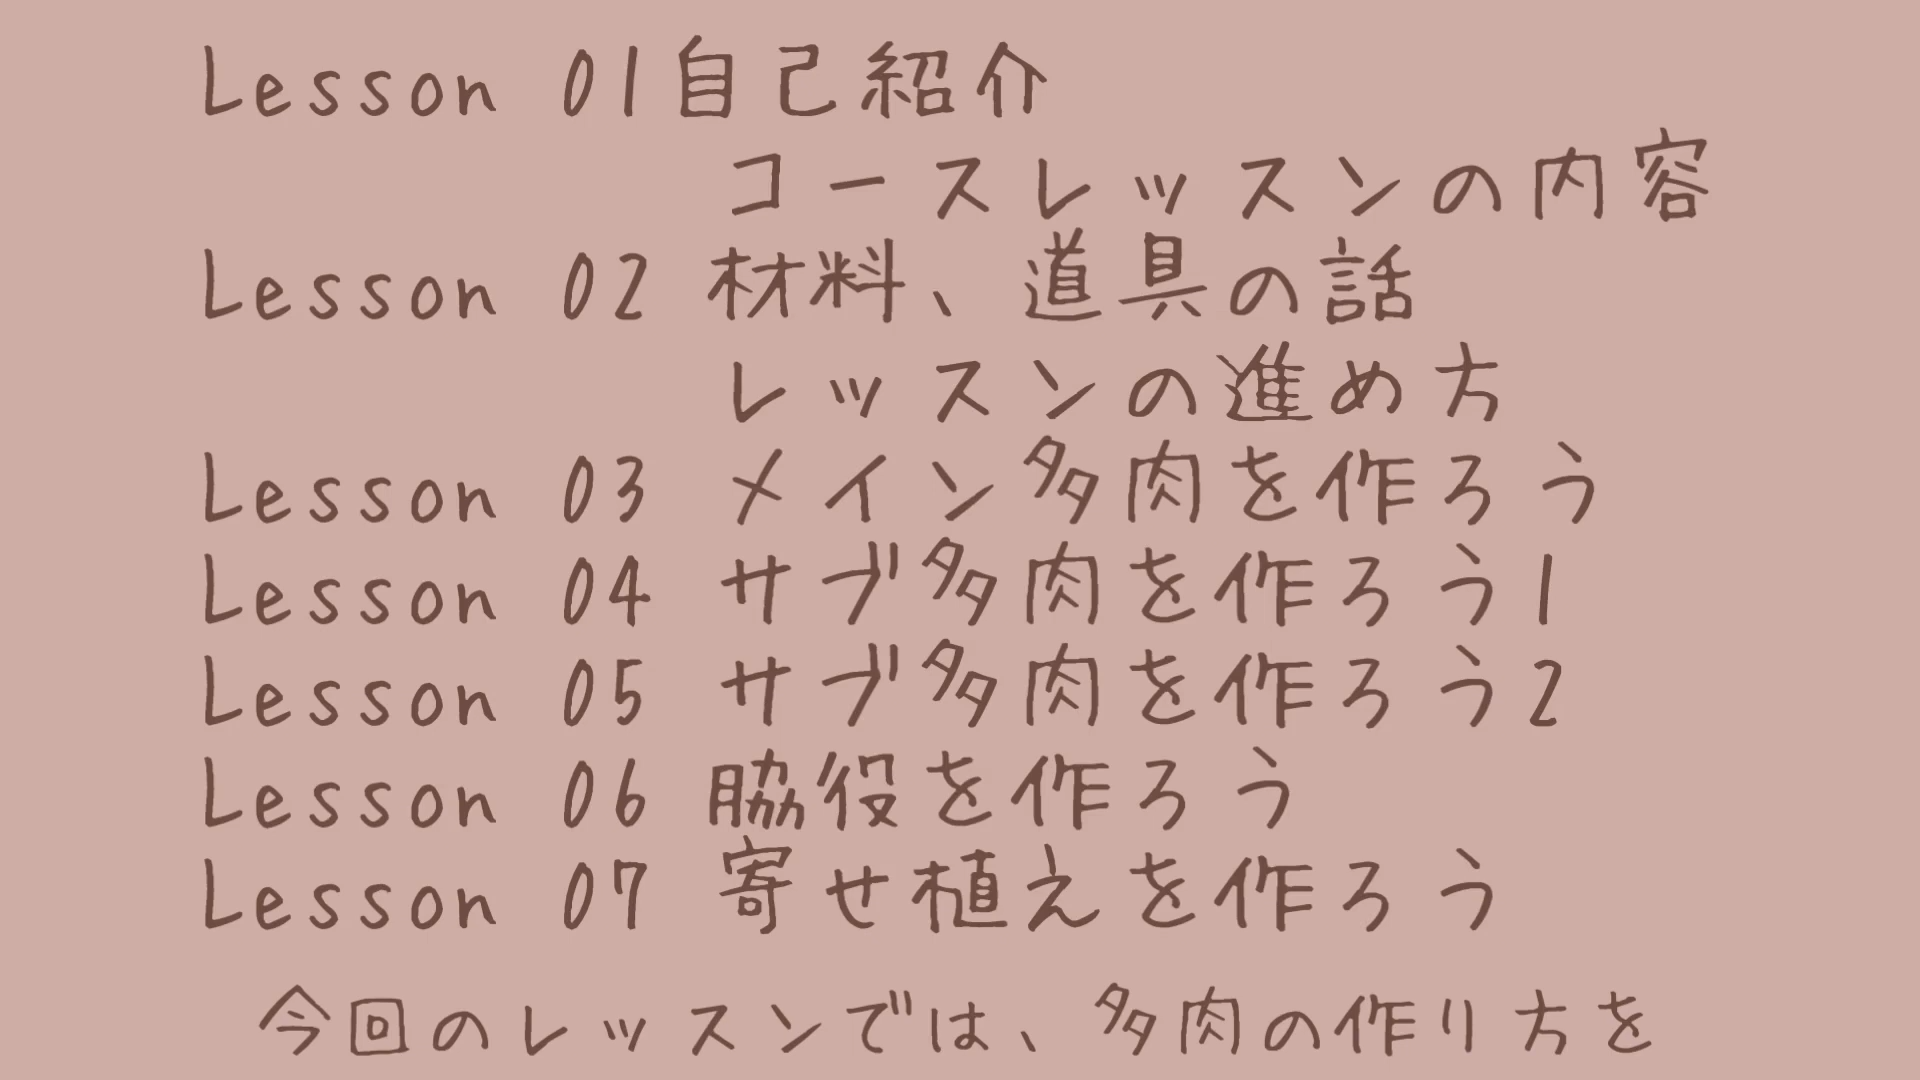 Lesson 01自己紹介
コースレッスンの内容
Lesson 02 材料、道具の話
レッスンの進め方
Lesson 03 メイン多肉を作ろう
Lesson 04 サブ多肉を作ろう1
Lesson 05 サブ多肉を作ろう2
Lesson 06 脇役を作ろう
Lesson 07 寄せ植えを作ろう
今回のレッスンでは、多肉の作り方を